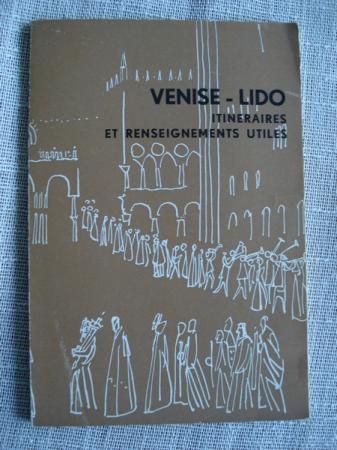 VENISE - LIDO
ITINERAIRES
ET RENSEIGNEMENTS UTILES